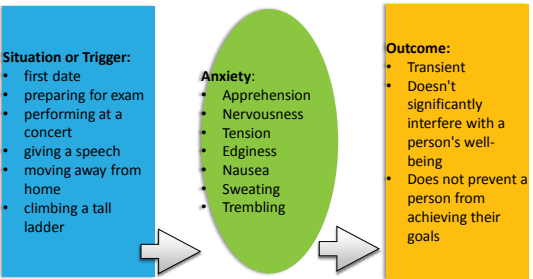 Situation or Trigger:
• first date
• preparing for exam
• performing at a
concert
• giving a speech
• moving away from
home
• climbing a tall
ladder
Anxiety:
• Apprehension
• Nervousness
• Tension
• Edginess
• Nausea
• Sweating
• Trembling
Outcome:
• Transient
• Doesn't
significantly
interfere with a
person's well-
being
• Does not prevent a
person from
achieving their
goals